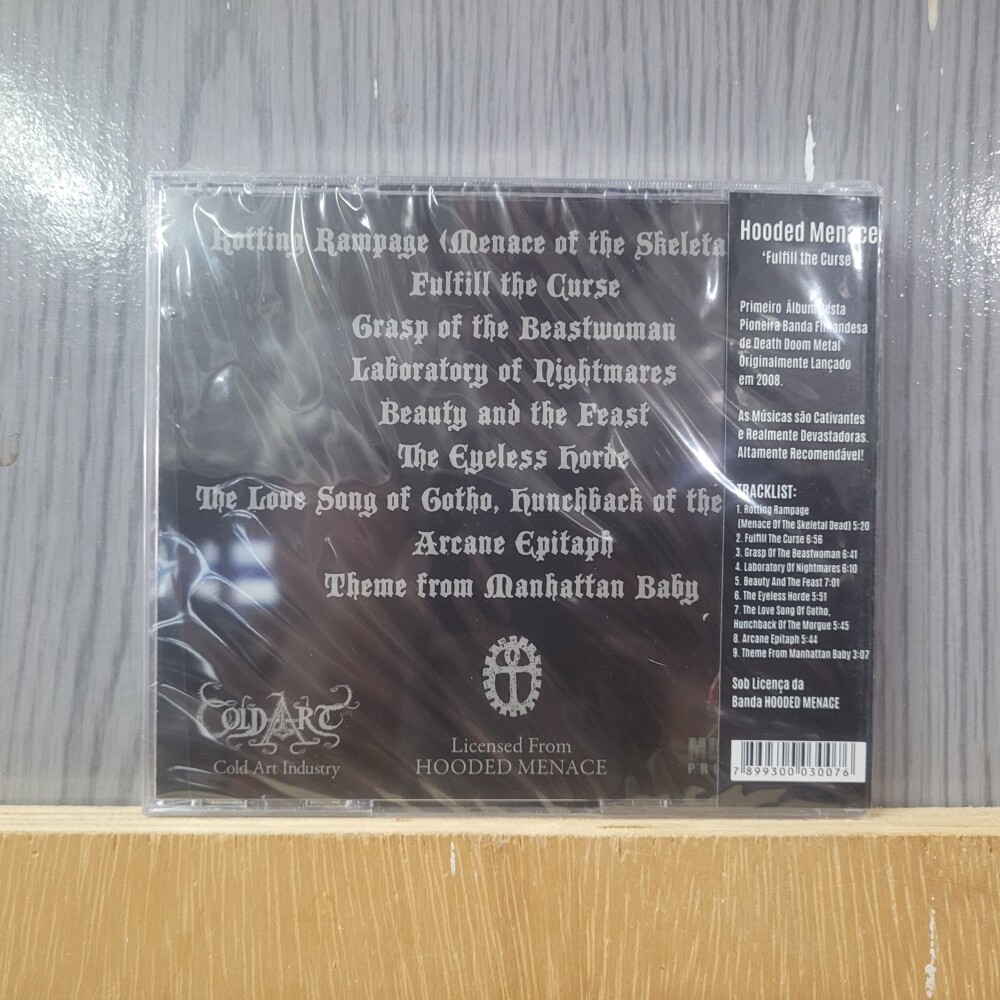 Rotting Rampage (Menace of the Skeleta
Fulfill the Curse
Grasp of the Beastwoman
Laboratory of Nightmares
Beauty and the Feast
The Eyeless Horde
The Love Song of Gotho, Hunchback of the
Arcane Epitaph
Theme from Manhattan Baby
COLD ART
Cold Art Industry
Licensed From
HOODED MENACE
Hooded Menace
'Fulfill the Curse'
Primeiro Álbum desta
Pioneira Banda Finlandesa
de Death Doom Metal
Originalmente Lançado
em 2008.
As Músicas são Cativantes
e Realmente Devastadoras.
Altamente Recomendável!
TRACKLIST:
1. Rotting Rampage
(Menace Of The Skeletal Dead) 5:20
2. Fulfill The Curse 6:56
3. Grasp Of The Beastwoman 6:41
4. Laboratory Of Nightmares 6:10
5. Beauty And The Feast 7:01
6. The Eyeless Horde 5:51
7. The Love Song Of Gotho,
Hunchback Of The Morgue 5:45
8. Arcane Epitaph 5:44
9. Theme From Manhattan Baby 3:07
Sob Licença da
Banda HOODED MENACE
7 899300 030076